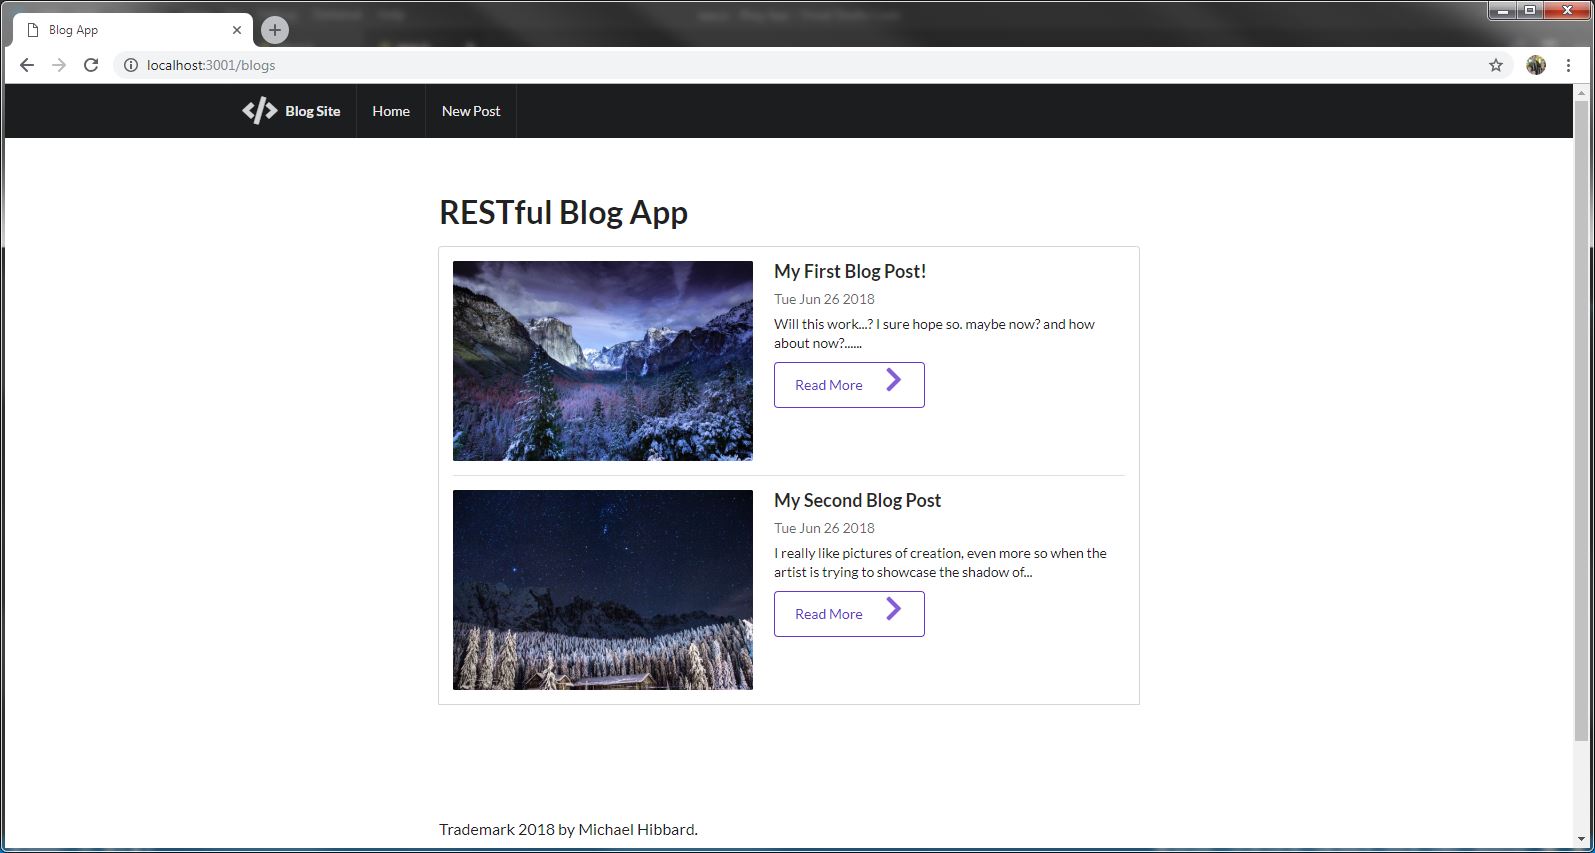 Blog App
localhost:3001/blogs
Blog Site
Home
New Post
RESTful Blog App
My First Blog Post!
Tue Jun 26 2018
Will this work...? I sure hope so. maybe now? and how
about now?......
Read More
My Second Blog Post
Tue Jun 26 2018
I really like pictures of creation, even more so when the
artist is trying to showcase the shadow of...
Read More
Trademark 2018 by Michael Hibbard.